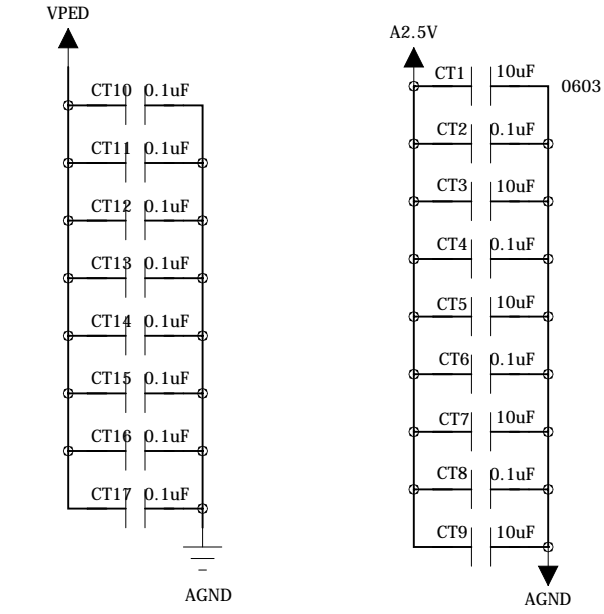 VPED
CT10 0.1uF
CT11 0.1uF
CT12 0.1uF
CT13 0.1uF
CT14 0.1uF
CT15 0.1uF
CT16 0.1uF
CT17 0.1uF
AGND
A2.5V
CT1 10uF 0603
CT2 0.1uF
CT3 10uF
CT4 0.1uF
CT5 10uF
CT6 0.1uF
CT7 10uF
CT8 0.1uF
CT9 10uF
AGND